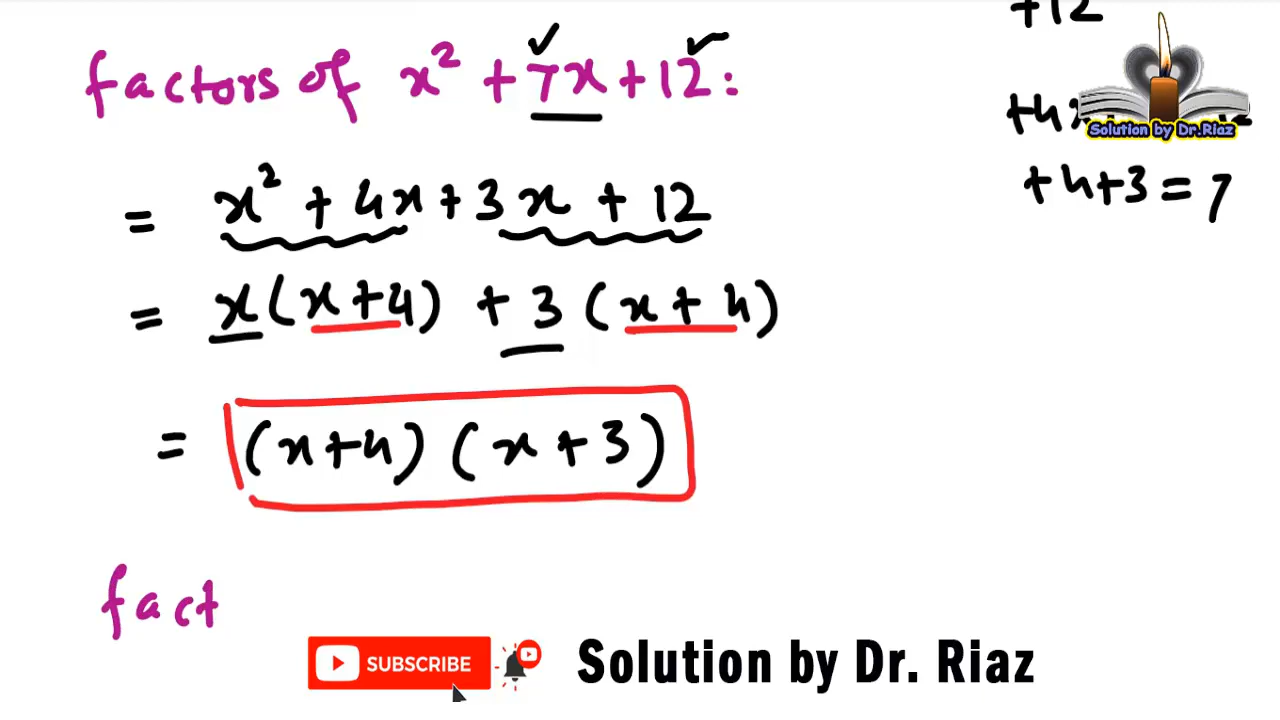 +12
factors of x² + 7x + 12:
Solution by Dr.Riaz
+4+3 = 7
= x² + 4x + 3x + 12
= x(x+4) + 3(x+4)
= (x+4)(x+3)
fact
SUBSCRIBE
Solution by Dr. Riaz